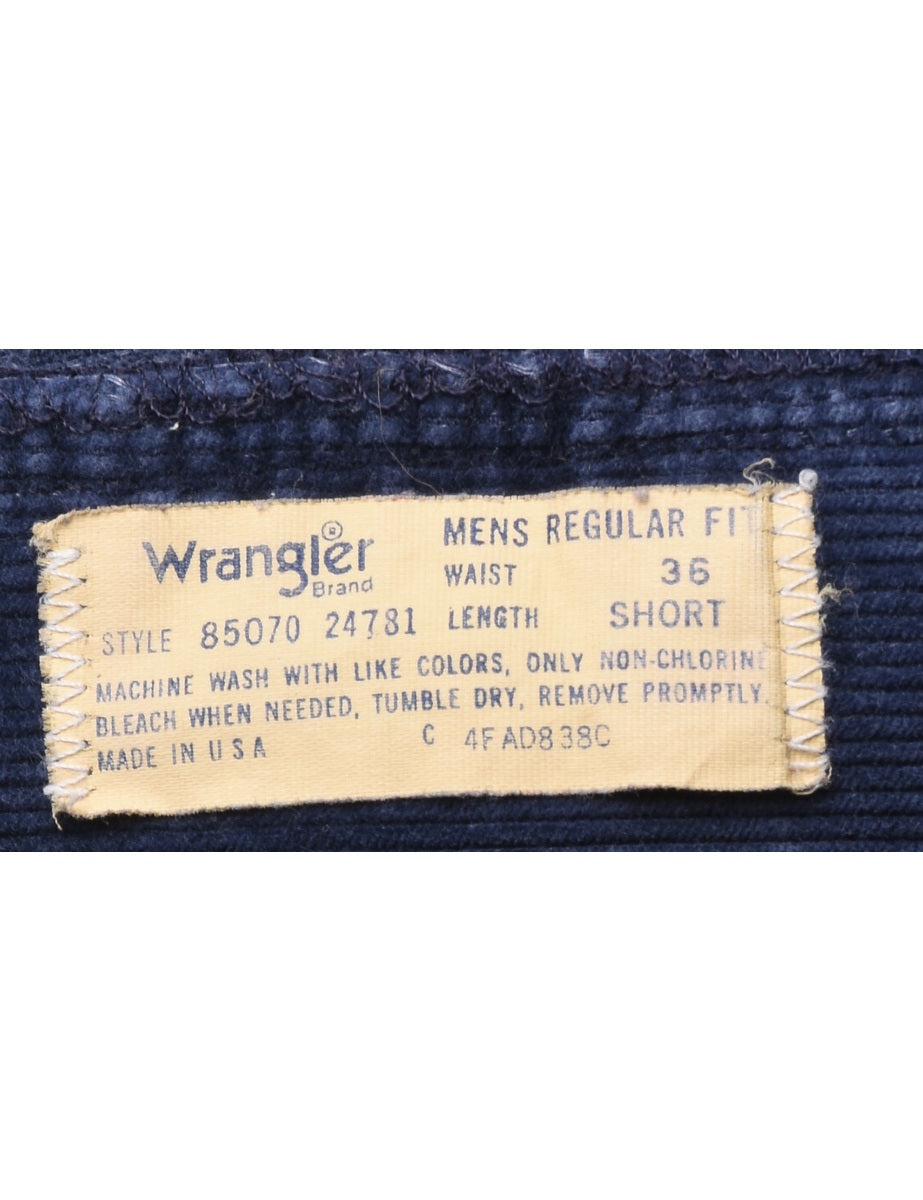 Wrangler®
Brand
MENS REGULAR FIT
WAIST 36
STYLE 85070 24781
LENGTH SHORT
MACHINE WASH WITH LIKE COLORS, ONLY NON-CHLORINE
BLEACH WHEN NEEDED, TUMBLE DRY, REMOVE PROMPTLY.
MADE IN U S A
C 4FAD838C